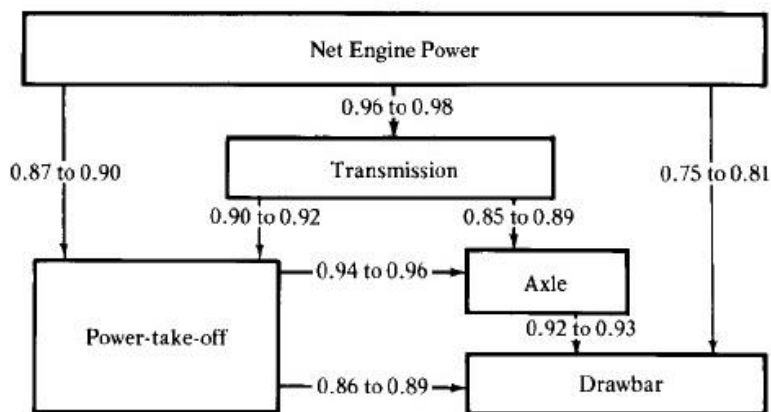 Net Engine Power
0.96 to 0.98
0.87 to 0.90
Transmission
0.75 to 0.81
0.90 to 0.92
0.85 to 0.89
0.94 to 0.96
Axle
Power-take-off
0.92 to 0.93
0.86 to 0.89
Drawbar